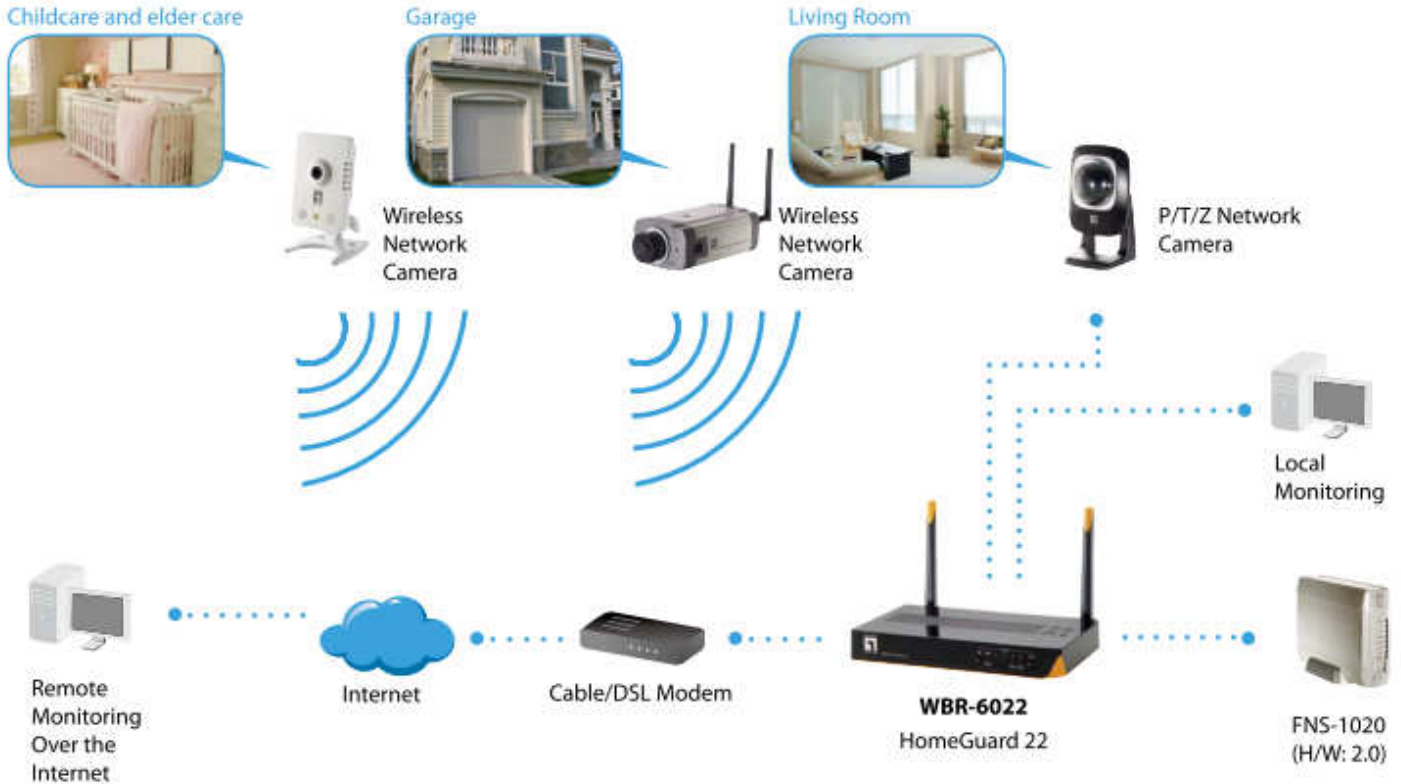 Childcare and elder care
Garage
Living Room
Wireless
Network
Camera
Wireless
Network
Camera
P/T/Z Network
Camera
Local
Monitoring
Remote
Monitoring
Over the
Internet
Internet
Cable/DSL Modem
WBR-6022
HomeGuard 22
FNS-1020
(H/W: 2.0)